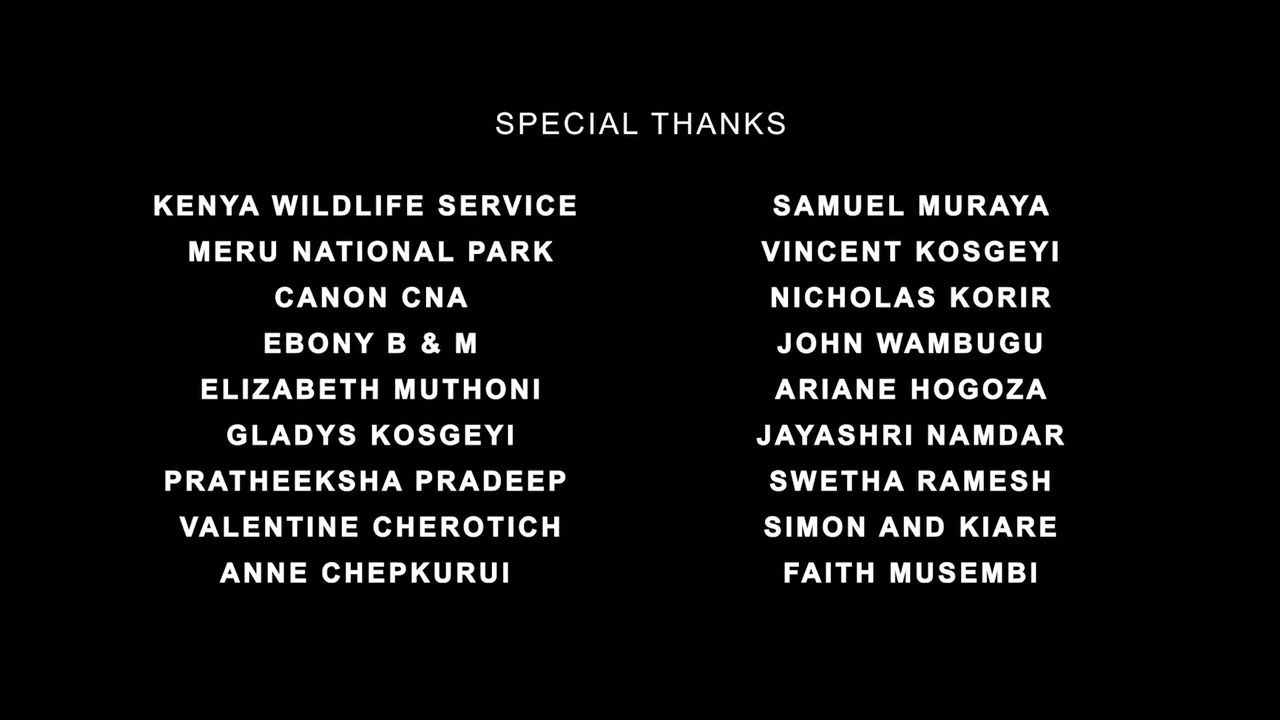 SPECIAL THANKS
KENYA WILDLIFE SERVICE
MERU NATIONAL PARK
CANON CNA
EBONY B & M
ELIZABETH MUTHONI
GLADYS KOSGEYI
PRATHEEKSHA PRADEEP
VALENTINE CHEROTICH
ANNE CHEPKURUI
SAMUEL MURAYA
VINCENT KOSGEYI
NICHOLAS KORIR
JOHN WAMBUGU
ARIANE HOGOZA
JAYASHRI NAMDAR
SWETHA RAMESH
SIMON AND KIARE
FAITH MUSEMBI